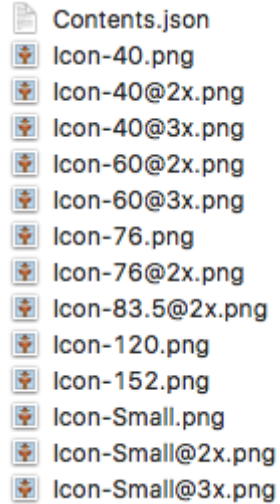 Contents.json
Icon-40.png
Icon-40@2x.png
Icon-40@3x.png
Icon-60@2x.png
Icon-60@3x.png
Icon-76.png
Icon-76@2x.png
Icon-83.5@2x.png
Icon-120.png
Icon-152.png
Icon-Small.png
Icon-Small@2x.png
Icon-Small@3x.png